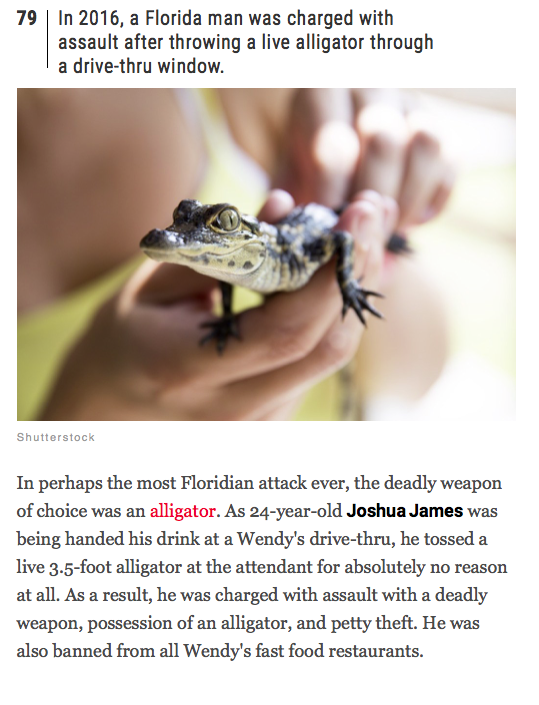 79
In 2016, a Florida man was charged with
assault after throwing a live alligator through
a drive-thru window.
Shutterstock
In perhaps the most Floridian attack ever, the deadly weapon
of choice was an alligator. As 24-year-old Joshua James was
being handed his drink at a Wendy's drive-thru, he tossed a
live 3.5-foot alligator at the attendant for absolutely no reason
at all. As a result, he was charged with assault with a deadly
weapon, possession of an alligator, and petty theft. He was
also banned from all Wendy's fast food restaurants.